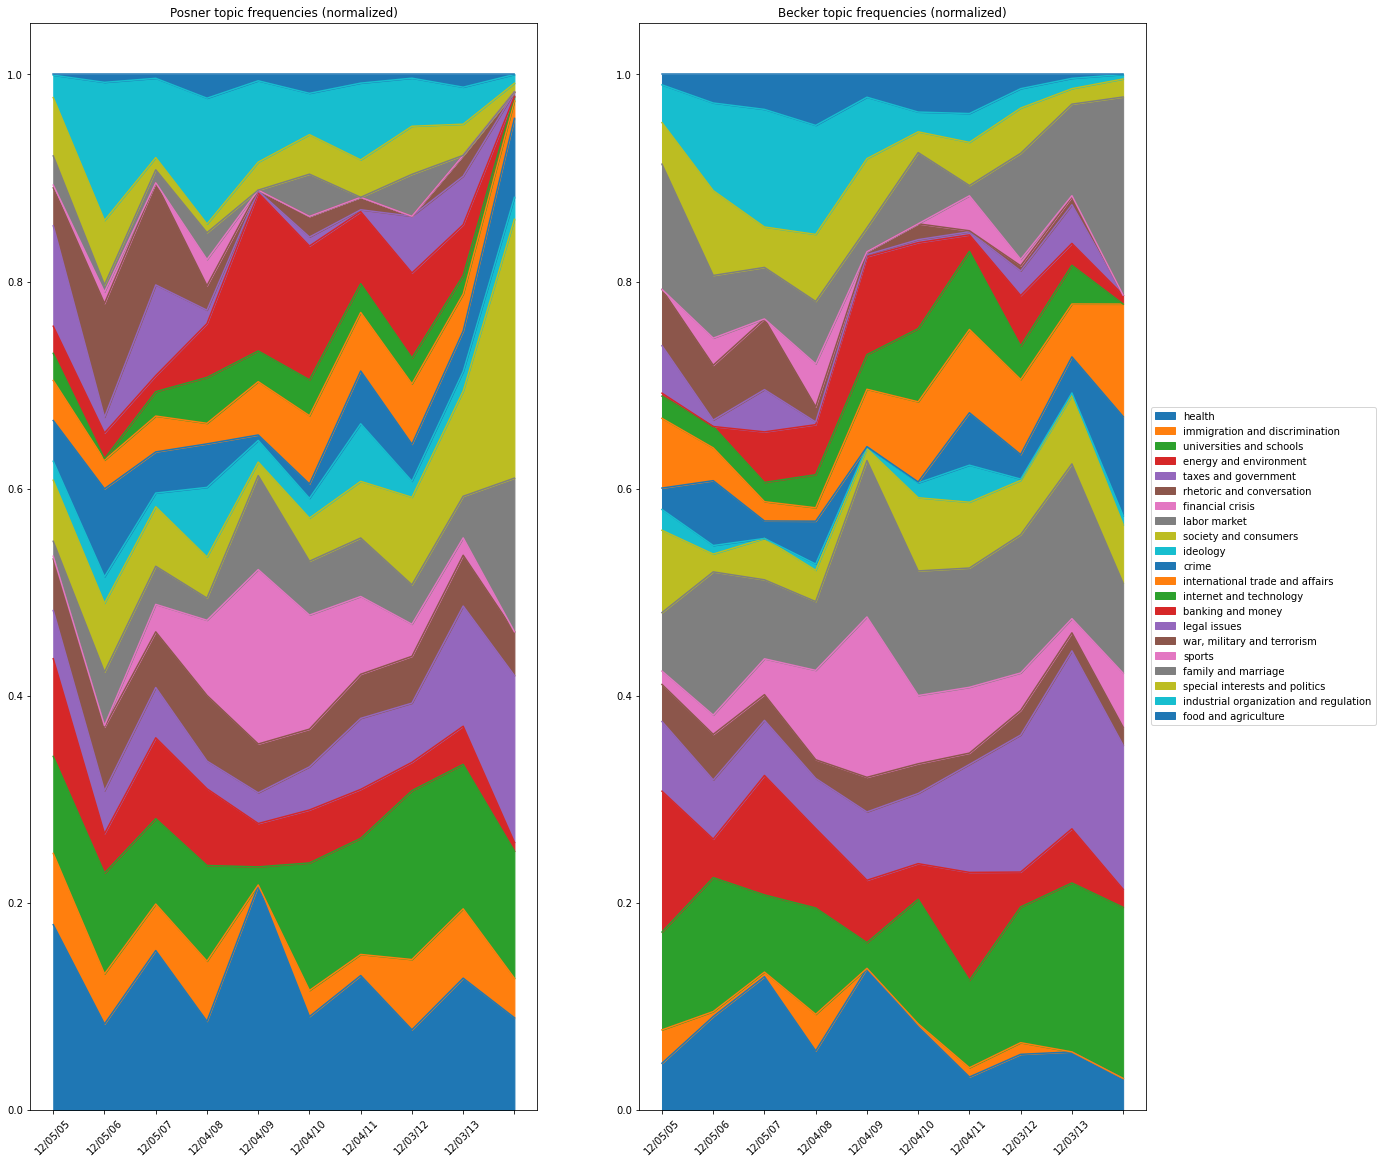 Posner topic frequencies (normalized)
1.0
0.8
0.6
0.4
0.2
0.0
12/05/05
12/05/06
12/05/07
12/04/08
12/04/09
12/04/10
12/04/11
12/03/12
12/03/13
Becker topic frequencies (normalized)
1.0
0.8
0.6
0.4
0.2
0.0
12/05/05
12/05/06
12/05/07
12/04/08
12/04/09
12/04/10
12/04/11
12/03/12
12/03/13
health
immigration and discrimination
universities and schools
energy and environment
taxes and government
rhetoric and conversation
financial crisis
labor market
society and consumers
ideology
crime
international trade and affairs
internet and technology
banking and money
legal issues
war, military and terrorism
sports
family and marriage
special interests and politics
industrial organization and regulation
food and agriculture